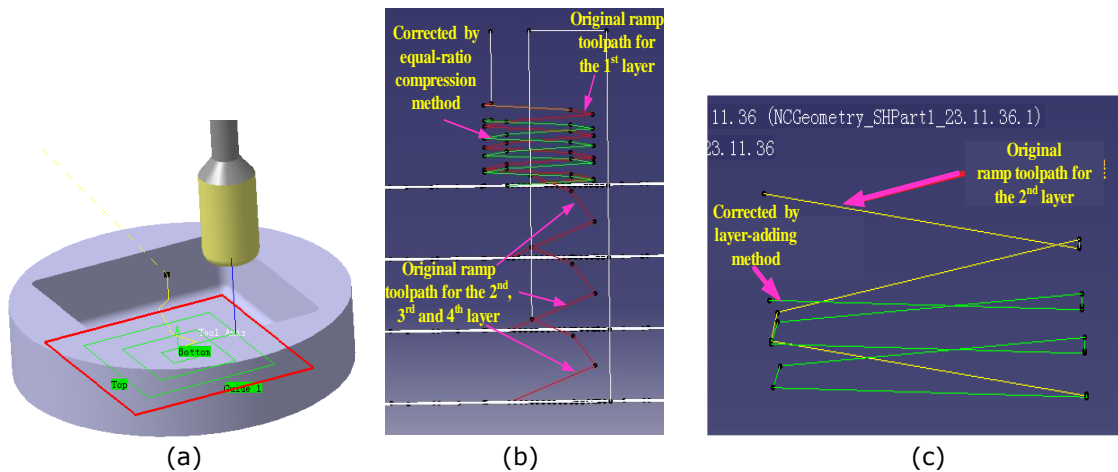 Tool Axis
Bottom
Top
Guide 1
(a)
Corrected by
equal-ratio
compression
method
Original ramp
toolpath for
the 1st layer
Original ramp
toolpath for the 2nd,
3rd and 4th layer
(b)
11.36 (NCGeometry_SHPart1_23.11.36.1)
23.11.36
Original
ramp toolpath for
the 2nd layer
Corrected by
layer-adding
method
(c)